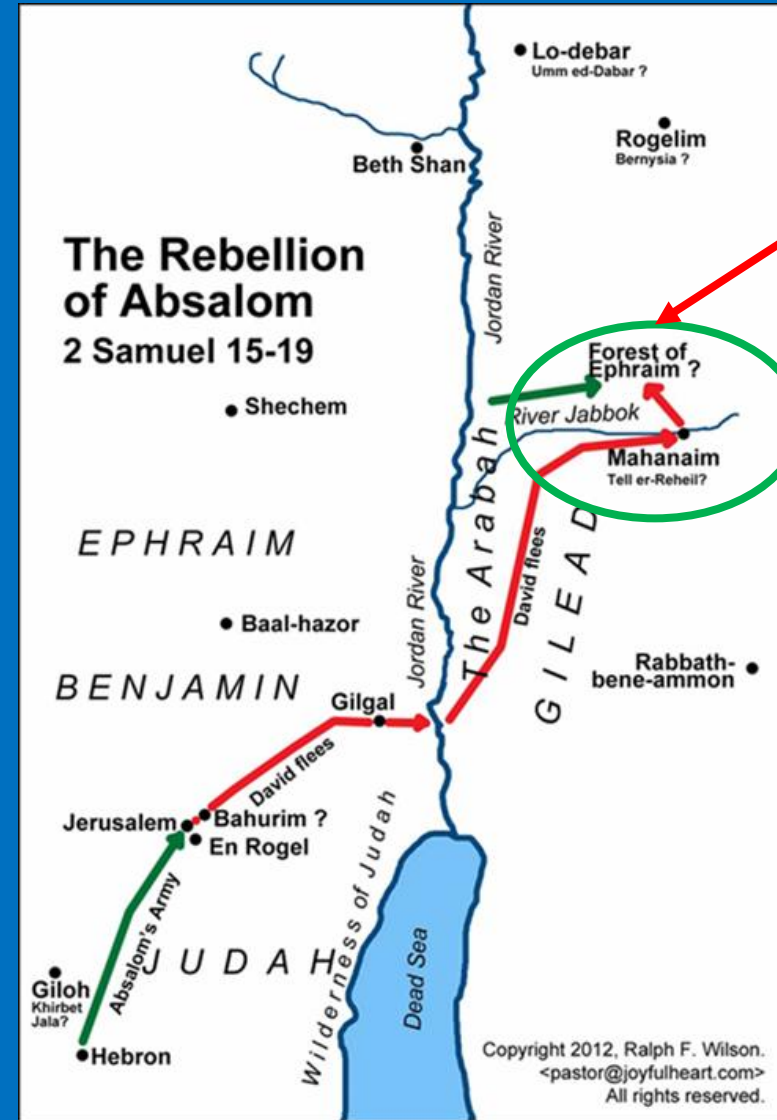 Lo-debar
Umm ed-Dabar ?
Rogelim
Bernysia ?
Beth Shan
The Rebellion
of Absalom
2 Samuel 15-19
Jordan River
Forest of
Ephraim ?
Shechem
River Jabbok
Mahanaim
Tell er-Reheil?
The Arabah
David flees
GILEAD
EPHRAIM
Baal-hazor
Jordan River
Rabbath-
bene-ammon
BENJAMIN
Gilgal
David flees
Jerusalem
Bahurim ?
En Rogel
Wilderness of Judah
Absalom's Army
JUDAH
Dead Sea
Giloh
Khirbet
Jala?
Hebron
Copyright 2012, Ralph F. Wilson.
<pastor@joyfulheart.com>
All rights reserved.